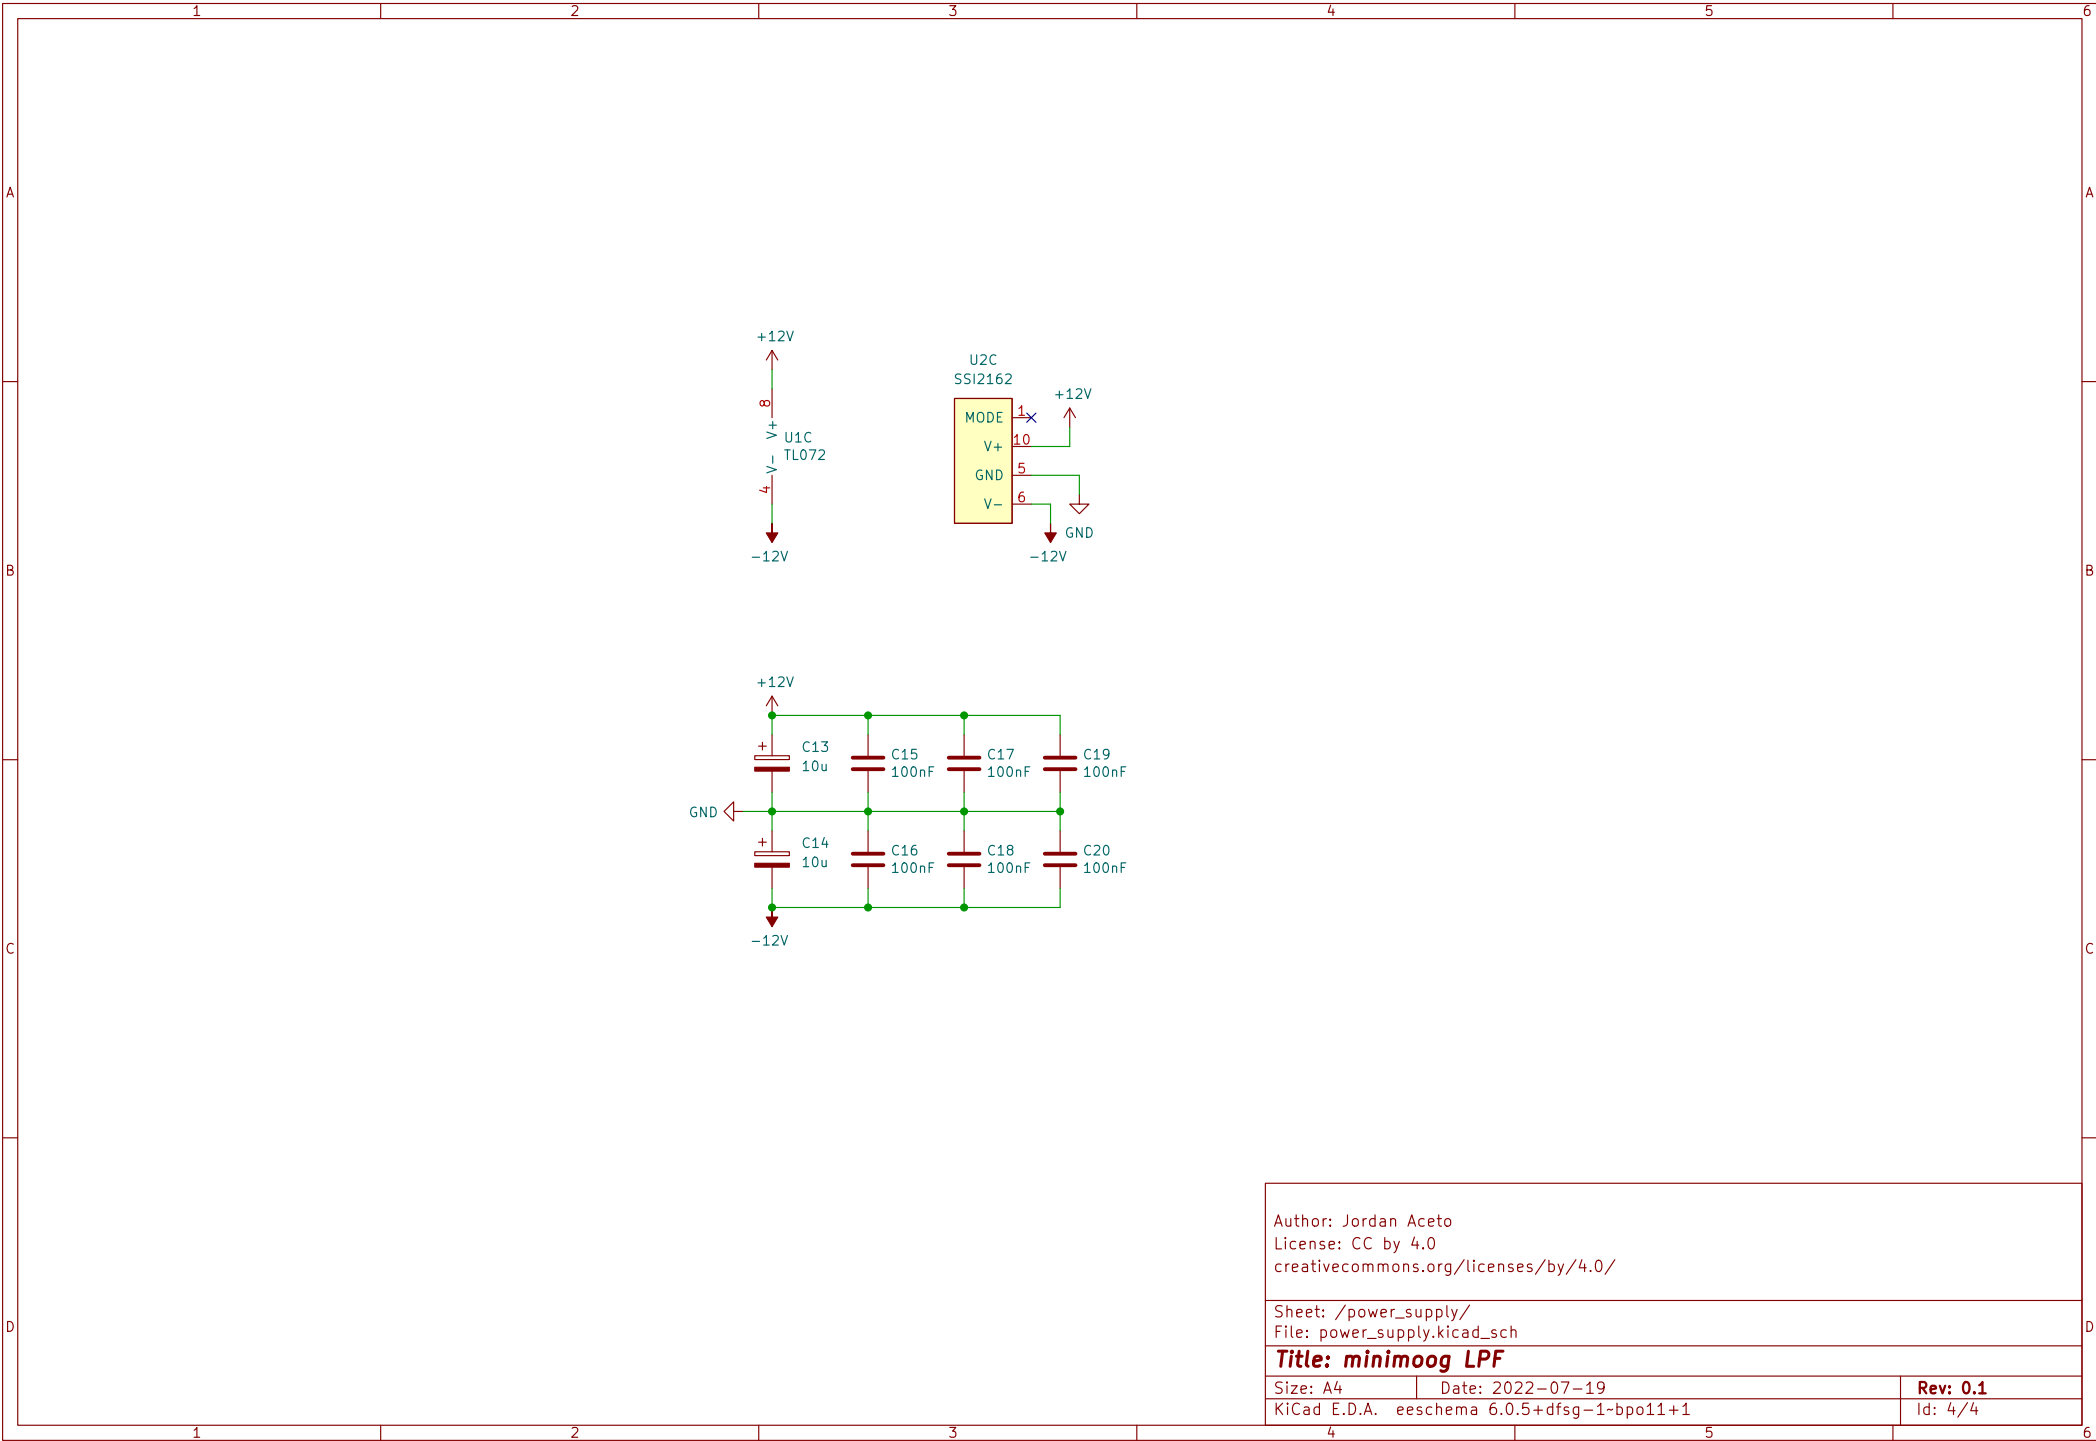 1 2 3 4 5 6
A A
+12V
8
V+
U1C
TL072
V-
4
-12V
U2C
SSI2162
MODE 1
+12V
V+ 10
GND 5
V- 6
GND
-12V
B B
+12V
+ C13
10u
C15
100nF
C17
100nF
C19
100nF
GND
+ C14
10u
C16
100nF
C18
100nF
C20
100nF
-12V
C C
Author: Jordan Aceto
License: CC by 4.0
creativecommons.org/licenses/by/4.0/
Sheet: /power_supply/
File: power_supply.kicad_sch
D D
Title: minimoog LPF
Size: A4 Date: 2022-07-19 Rev: 0.1
KiCad E.D.A. eeschema 6.0.5+dfsg-1~bpo11+1 Id: 4/4
1 2 3 4 5 6